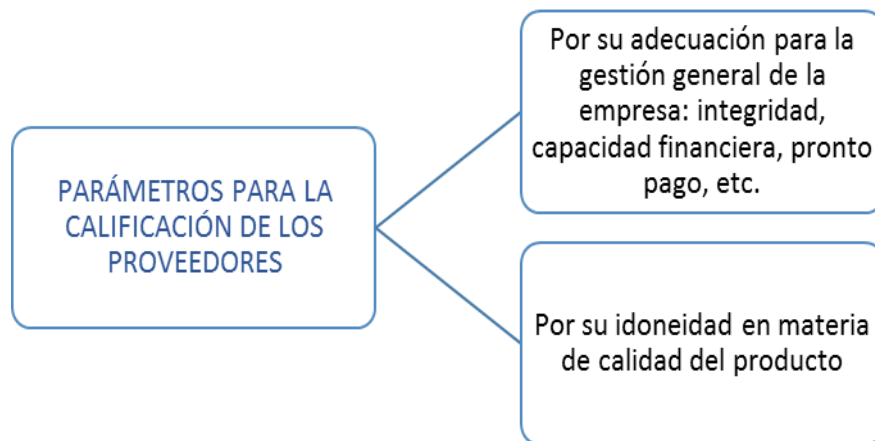 PARÁMETROS PARA LA
CALIFICACIÓN DE LOS
PROVEEDORES
Por su adecuación para la
gestión general de la
empresa: integridad,
capacidad financiera, pronto
pago, etc.
Por su idoneidad en materia
de calidad del producto